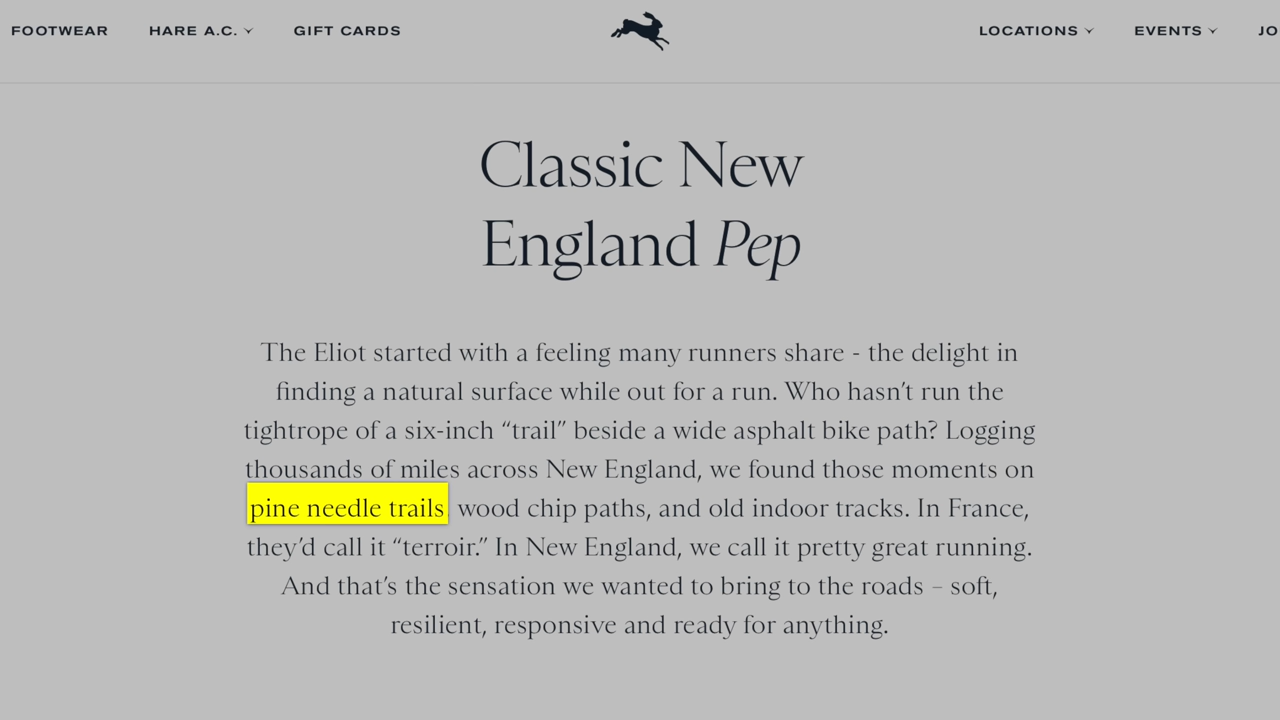 FOOTWEAR HARE A.C. GIFT CARDS LOCATIONS EVENTS
Classic New
England Pep
The Eliot started with a feeling many runners share - the delight in
finding a natural surface while out for a run. Who hasn’t run the
tightrope of a six-inch “trail” beside a wide asphalt bike path? Logging
thousands of miles across New England, we found those moments on
pine needle trails wood chip paths, and old indoor tracks. In France,
they’d call it “terroir.” In New England, we call it pretty great running.
And that’s the sensation we wanted to bring to the roads – soft,
resilient, responsive and ready for anything.